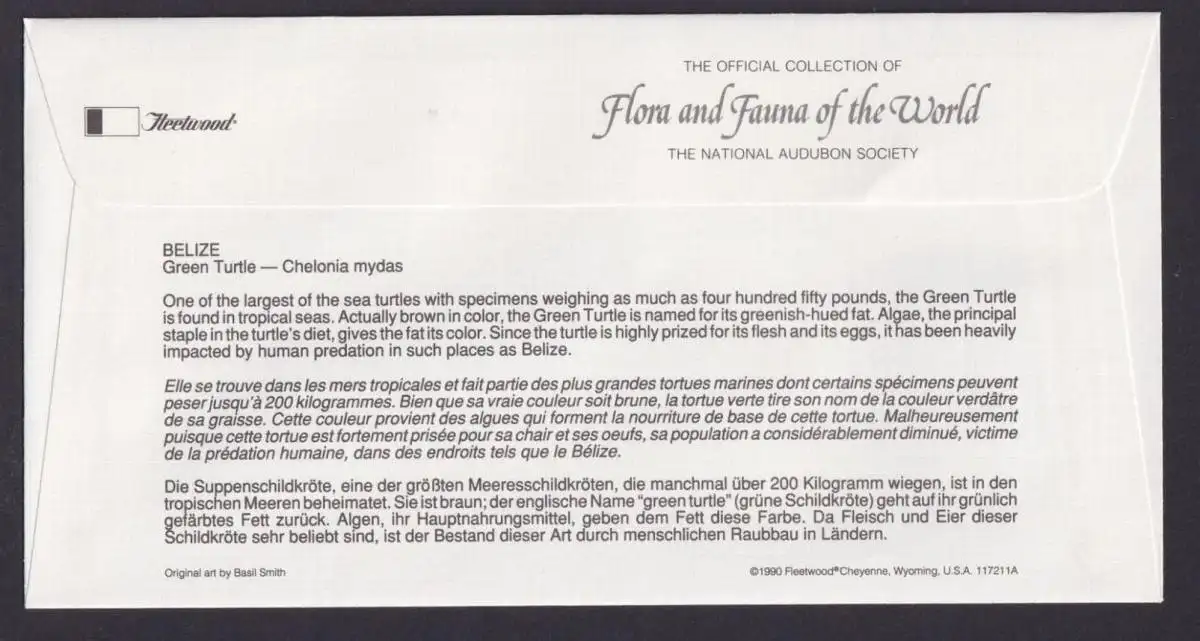 THE OFFICIAL COLLECTION OF
Flora and Fauna of the World
THE NATIONAL AUDUBON SOCIETY
Fleetwood®
BELIZE
Green Turtle — Chelonia mydas
One of the largest of the sea turtles with specimens weighing as much as four hundred fifty pounds, the Green Turtle
is found in tropical seas. Actually brown in color, the Green Turtle is named for its greenish-hued fat. Algae, the principal
staple in the turtle's diet, gives the fat its color. Since the turtle is highly prized for its flesh and its eggs, it has been heavily
impacted by human predation in such places as Belize.
Elle se trouve dans les mers tropicales et fait partie des plus grandes tortues marines dont certains spécimens peuvent
peser jusqu'à 200 kilogrammes. Bien que sa vraie couleur soit brune, la tortue verte tire son nom de la couleur verdâtre
de sa graisse. Cette couleur provient des algues qui forment la nourriture de base de cette tortue. Malheureusement
puisque cette tortue est fortement prisée pour sa chair et ses oeufs, sa population a considérablement diminué, victime
de la prédation humaine, dans des endroits tels que le Bélize.
Die Suppenschildkröte, eine der größten Meeresschildkröten, die manchmal über 200 Kilogramm wiegen, ist in den
tropischen Meeren beheimatet. Sie ist braun; der englische Name "green turtle" (grüne Schildkröte) geht auf ihr grünlich
gefärbtes Fett zurück. Algen, ihr Hauptnahrungsmittel, geben dem Fett diese Farbe. Da Fleisch und Eier dieser
Schildkröte sehr beliebt sind, ist der Bestand dieser Art durch menschlichen Raubbau in Ländern.
Original art by Basil Smith
©1990 Fleetwood® Cheyenne, Wyoming, U.S.A. 117211A